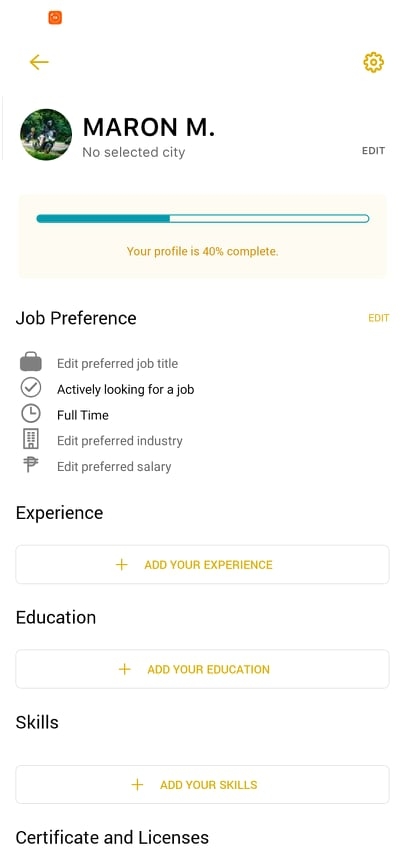 MARON M.
No selected city
EDIT
Your profile is 40% complete.
Job Preference
EDIT
Edit preferred job title
Actively looking for a job
Full Time
Edit preferred industry
Edit preferred salary
Experience
ADD YOUR EXPERIENCE
Education
ADD YOUR EDUCATION
Skills
ADD YOUR SKILLS
Certificate and Licenses